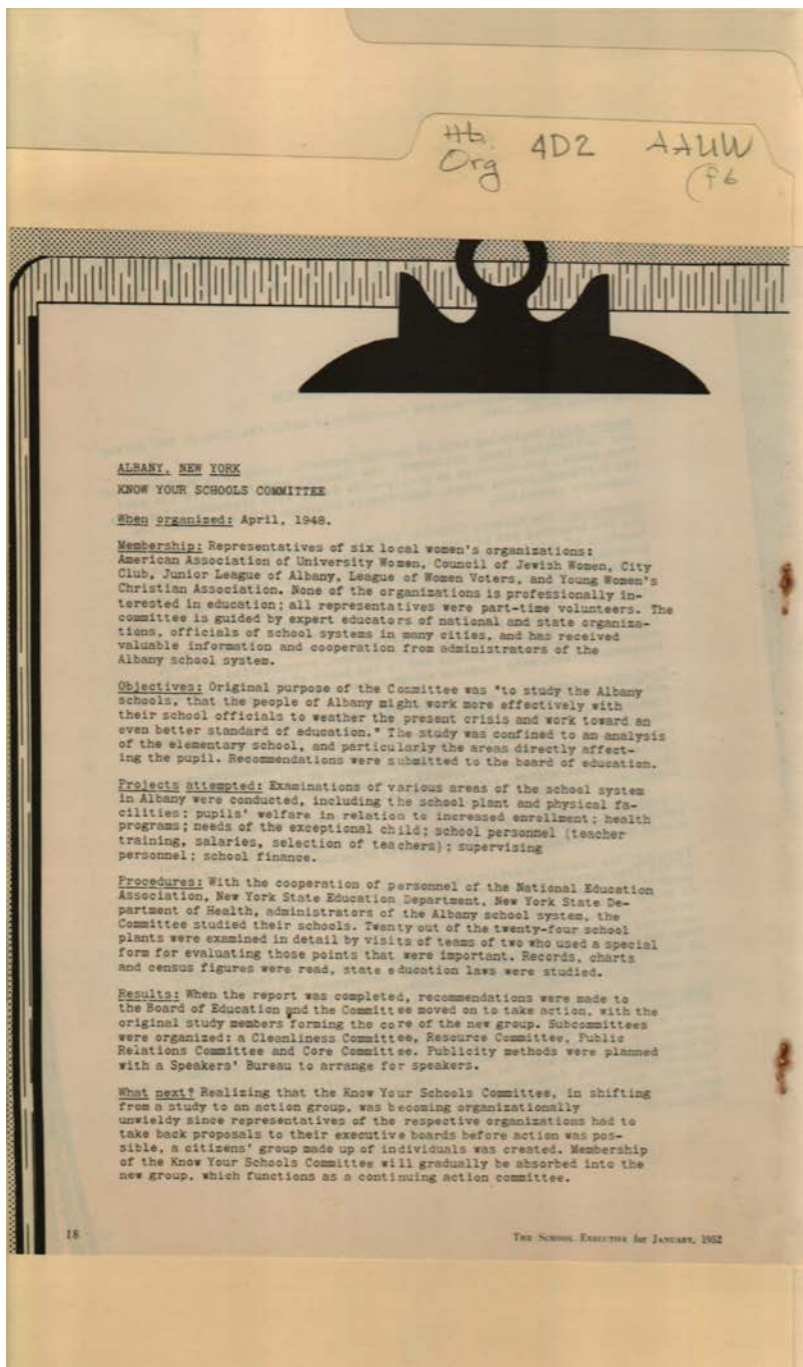 Hb. 4D2 AAUW
Org (96
ALBANY, NEW YORK
KNOW YOUR SCHOOLS COMMITTEE
When organized: April, 1948.
Membership: Representatives of six local women's organizations:
American Association of University Women, Council of Jewish Women, City
Club, Junior League of Albany, League of Women Voters, and Young Women's
Christian Association. None of the organizations is professionally in-
terested in education; all representatives were part-time volunteers. The
committee is guided by expert educators of national and state organiza-
tions, officials of school systems in many cities, and has received
valuable information and cooperation from administrators of the
Albany school system.
Objectives: Original purpose of the Committee was "to study the Albany
schools, that the people of Albany might work more effectively with
their school officials to weather the present crisis and work toward an
even better standard of education." The study was confined to an analysis
of the elementary school, and particularly the areas directly affect-
ing the pupil. Recommendations were submitted to the board of education.
Projects attempted: Examinations of various areas of the school system
in Albany were conducted, including the school plant and physical fa-
cilities; pupils' welfare in relation to increased enrollment; health
programs; needs of the exceptional child; school personnel (teacher
training, salaries, selection of teachers); supervising
personnel; school finance.
Procedures: With the cooperation of personnel of the National Education
Association, New York State Education Department, New York State De-
partment of Health, administrators of the Albany school system, the
Committee studied their schools. Twenty out of the twenty-four school
plants were examined in detail by visits of teams of two who used a special
form for evaluating those points that were important. Records, charts
and census figures were read, state education laws were studied.
Results: When the report was completed, recommendations were made to
the Board of Education and the Committee moved on to take action, with the
original study members forming the core of the new group. Subcommittees
were organized: a Cleanliness Committee, Resource Committee, Public
Relations Committee and Core Committee. Publicity methods were planned
with a Speakers' Bureau to arrange for speakers.
What next? Realizing that the Know Your Schools Committee, in shifting
from a study to an action group, was becoming organizationally
unwieldy since representatives of the respective organizations had to
take back proposals to their executive boards before action was pos-
sible, a citizens' group made up of individuals was created. Membership
of the Know Your Schools Committee will gradually be absorbed into the
new group, which functions as a continuing action committee.
18 THE SCHOOL EXECUTIVE for JANUARY, 1952